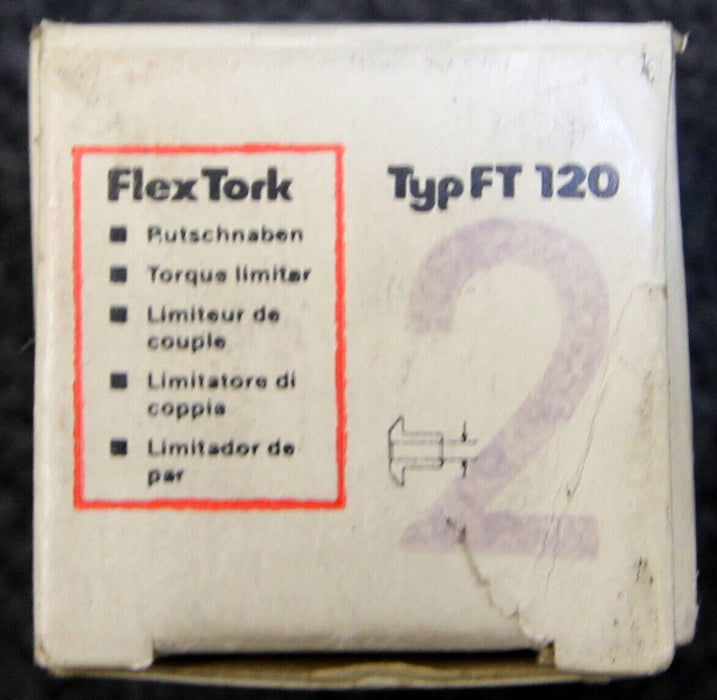 FlexTork
Rutschnaben
Torque limiter
Limiteur de
couple
Limitatore di
coppia
Limitador de
par
Typ FT 120
2